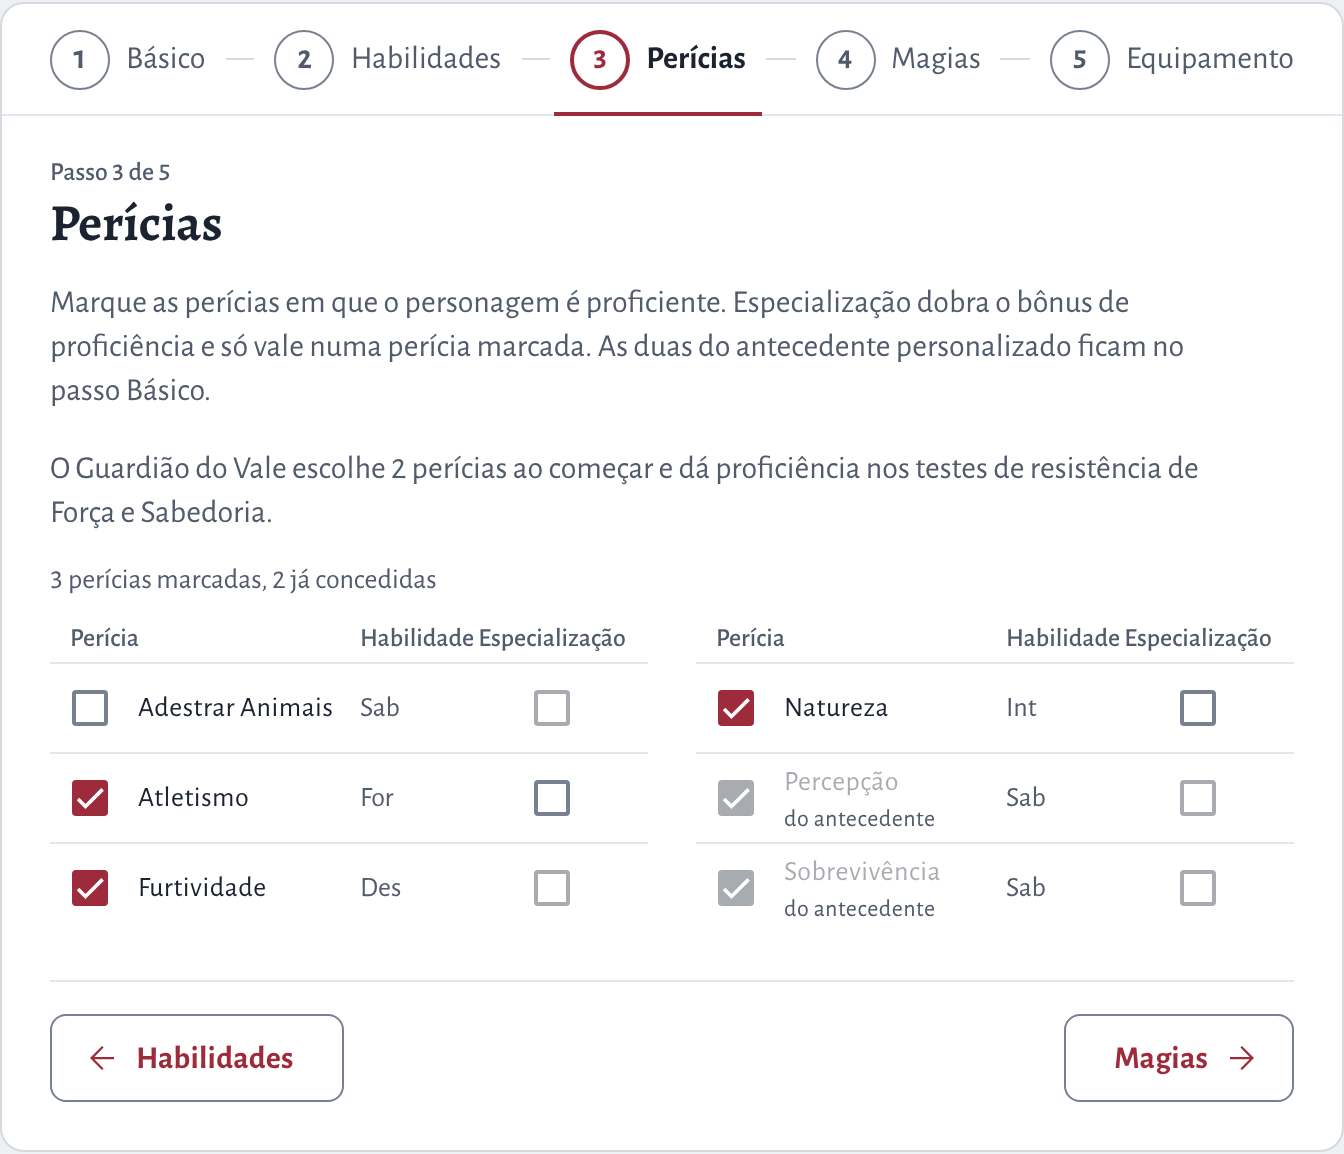 1 Básico
2 Habilidades
3 Perícias
4 Magias
5 Equipamento
Passo 3 de 5
Perícias
Marque as perícias em que o personagem é proficiente. Especialização dobra o bônus de
proficiência e só vale numa perícia marcada. As duas do antecedente personalizado ficam no
passo Básico.
O Guardião do Vale escolhe 2 perícias ao começar e dá proficiência nos testes de resistência de
Força e Sabedoria.
3 perícias marcadas, 2 já concedidas
Perícia Habilidade Especialização
Adestrar Animais Sab
Atletismo For
Furtividade Des
Perícia Habilidade Especialização
Natureza Int
Percepção
do antecedente
Sab
Sobrevivência
do antecedente
Sab
← Habilidades
Magias →